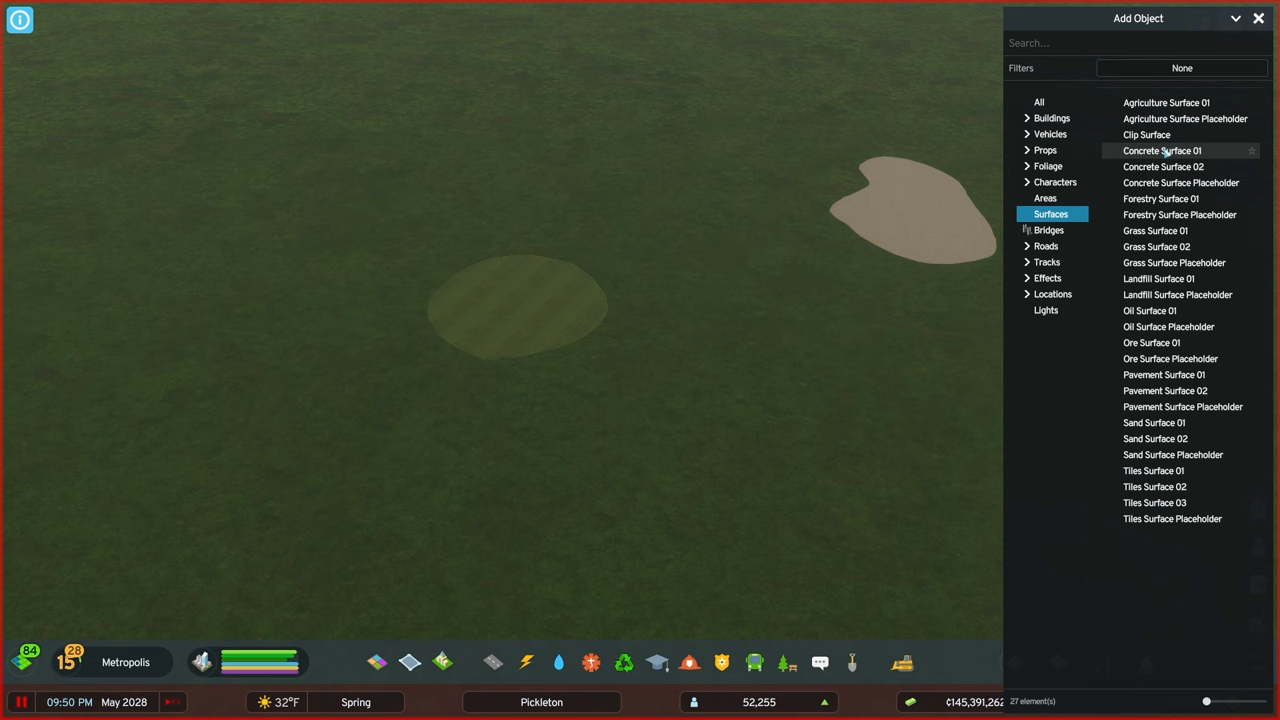 Add Object
Search...
Filters
None
All
Buildings
Vehicles
Props
Foliage
Characters
Areas
Surfaces
Bridges
Roads
Tracks
Effects
Locations
Lights
Agriculture Surface 01
Agriculture Surface Placeholder
Clip Surface
Concrete Surface 01
Concrete Surface 02
Concrete Surface Placeholder
Forestry Surface 01
Forestry Surface Placeholder
Grass Surface 01
Grass Surface 02
Grass Surface Placeholder
Landfill Surface 01
Landfill Surface Placeholder
Oil Surface 01
Oil Surface Placeholder
Ore Surface 01
Ore Surface Placeholder
Pavement Surface 01
Pavement Surface 02
Pavement Surface Placeholder
Sand Surface 01
Sand Surface 02
Sand Surface Placeholder
Tiles Surface 01
Tiles Surface 02
Tiles Surface 03
Tiles Surface Placeholder
27 element(s)
84
28
15
Metropolis
09:50 PM May 2028
32°F
Spring
Pickleton
52,255
¢145,391,262